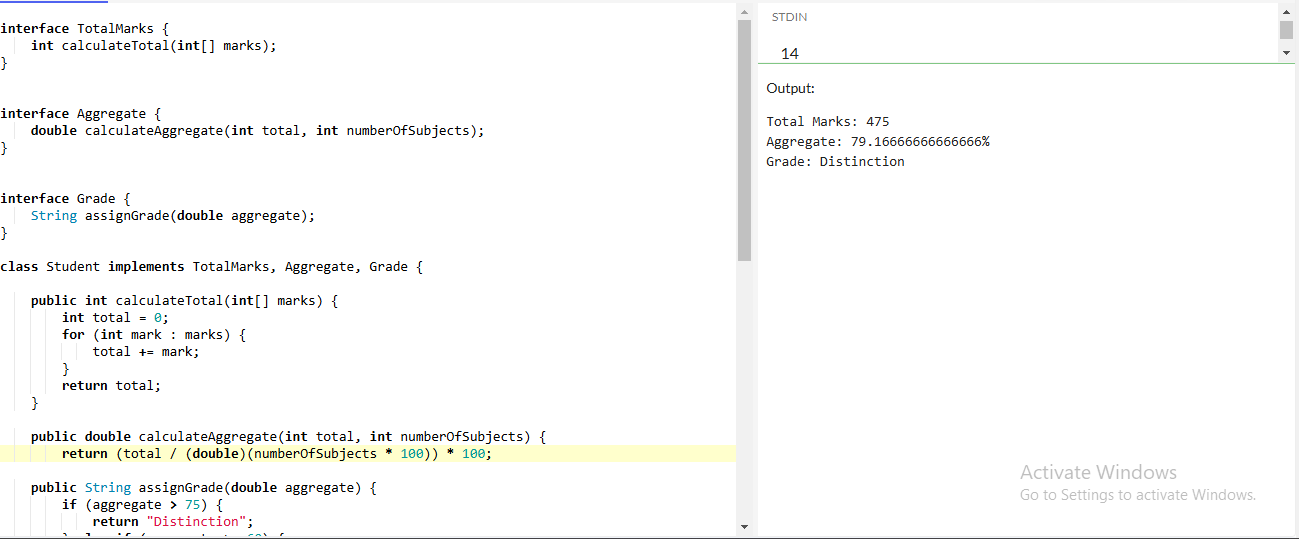 interface TotalMarks {
int calculateTotal(int[] marks);
}
interface Aggregate {
double calculateAggregate(int total, int numberOfSubjects);
}
interface Grade {
String assignGrade(double aggregate);
}
class Student implements TotalMarks, Aggregate, Grade {
public int calculateTotal(int[] marks) {
int total = 0;
for (int mark : marks) {
total += mark;
}
return total;
}
public double calculateAggregate(int total, int numberOfSubjects) {
return (total / (double)(numberOfSubjects * 100)) * 100;
public String assignGrade(double aggregate) {
if (aggregate > 75) {
return "Distinction";
STDIN
14
Output:
Total Marks: 475
Aggregate: 79.16666666666666%
Grade: Distinction
Activate Windows
Go to Settings to activate Windows.